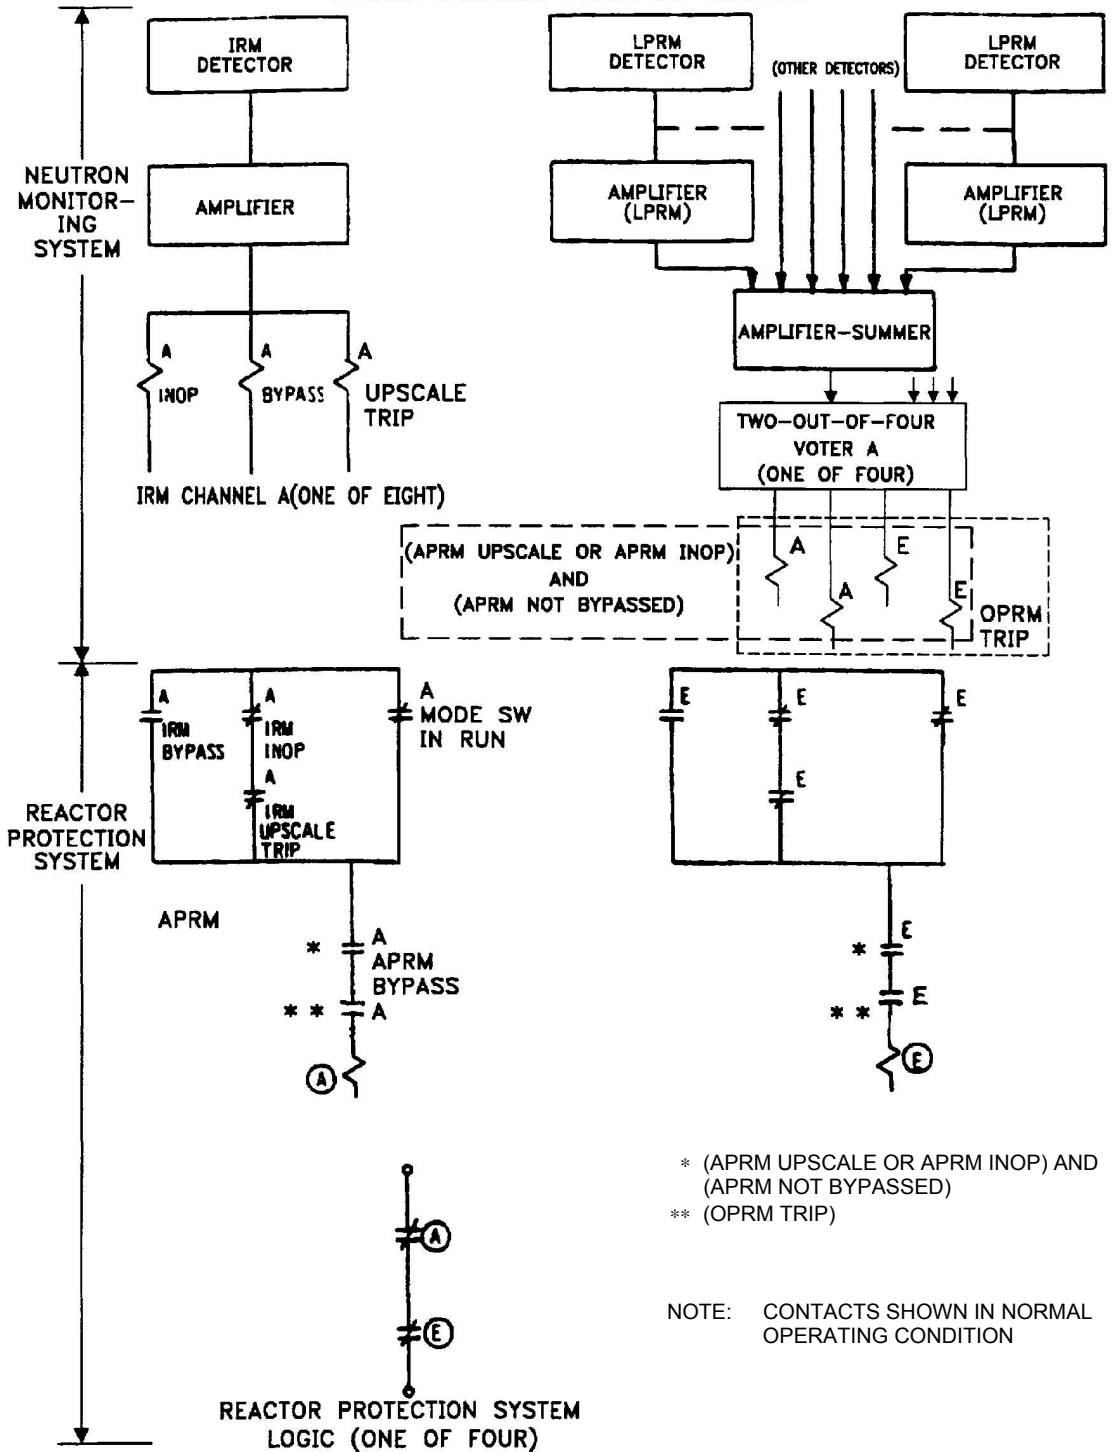 IRM
DETECTOR
LPRM
DETECTOR
(OTHER DETECTORS)
LPRM
DETECTOR
NEUTRON
MONITOR-
ING
SYSTEM
AMPLIFIER
AMPLIFIER
(LPRM)
AMPLIFIER
(LPRM)
AMPLIFIER-SUMMER
A
INOP
A
BYPASS
A
UPSCALE
TRIP
TWO-OUT-OF-FOUR
VOTER A
(ONE OF FOUR)
IRM CHANNEL A(ONE OF EIGHT)
(APRM UPSCALE OR APRM INOP)
AND
(APRM NOT BYPASSED)
A
A
E
E
OPRM
TRIP
REACTOR
PROTECTION
SYSTEM
A
IRM
BYPASS
A
IRM
INOP
A
IRM
UPSCALE
TRIP
A
MODE SW
IN RUN
E
E
E
E
APRM
* A
APRM
BYPASS
* * A
A
* E
* * E
E
* (APRM UPSCALE OR APRM INOP) AND
(APRM NOT BYPASSED)
** (OPRM TRIP)
A
E
NOTE: CONTACTS SHOWN IN NORMAL
OPERATING CONDITION
REACTOR PROTECTION SYSTEM
LOGIC (ONE OF FOUR)